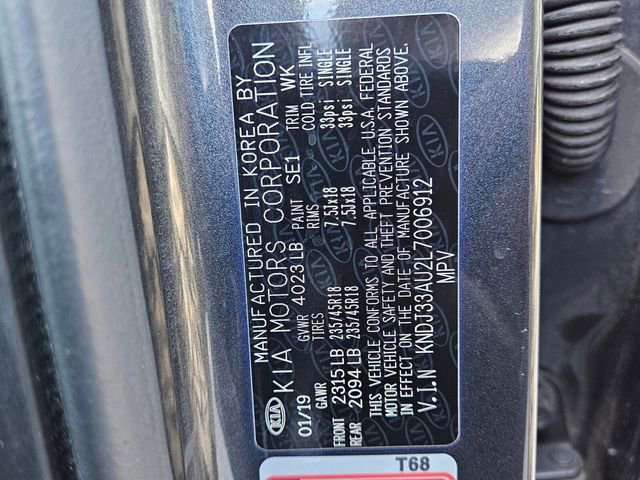 MANUFACTURED IN KOREA BY
KIA KIA MOTORS CORPORATION
01/19 GVWR 4023 LB PAINT SE1 TRIM WK
GAWR TIRES RIMS COLD TIRE INFL
FRONT 2315 LB 235/45R18 7.5Jx18 33psi SINGLE
REAR 2094 LB 235/45R18 7.5Jx18 33psi SINGLE
THIS VEHICLE CONFORMS TO ALL APPLICABLE U.S.A. FEDERAL
MOTOR VEHICLE SAFETY AND THEFT PREVENTION STANDARDS
IN EFFECT ON THE DATE OF MANUFACTURE SHOWN ABOVE.
V.I.N KNDJ33AU2L7006912
MPV
T68